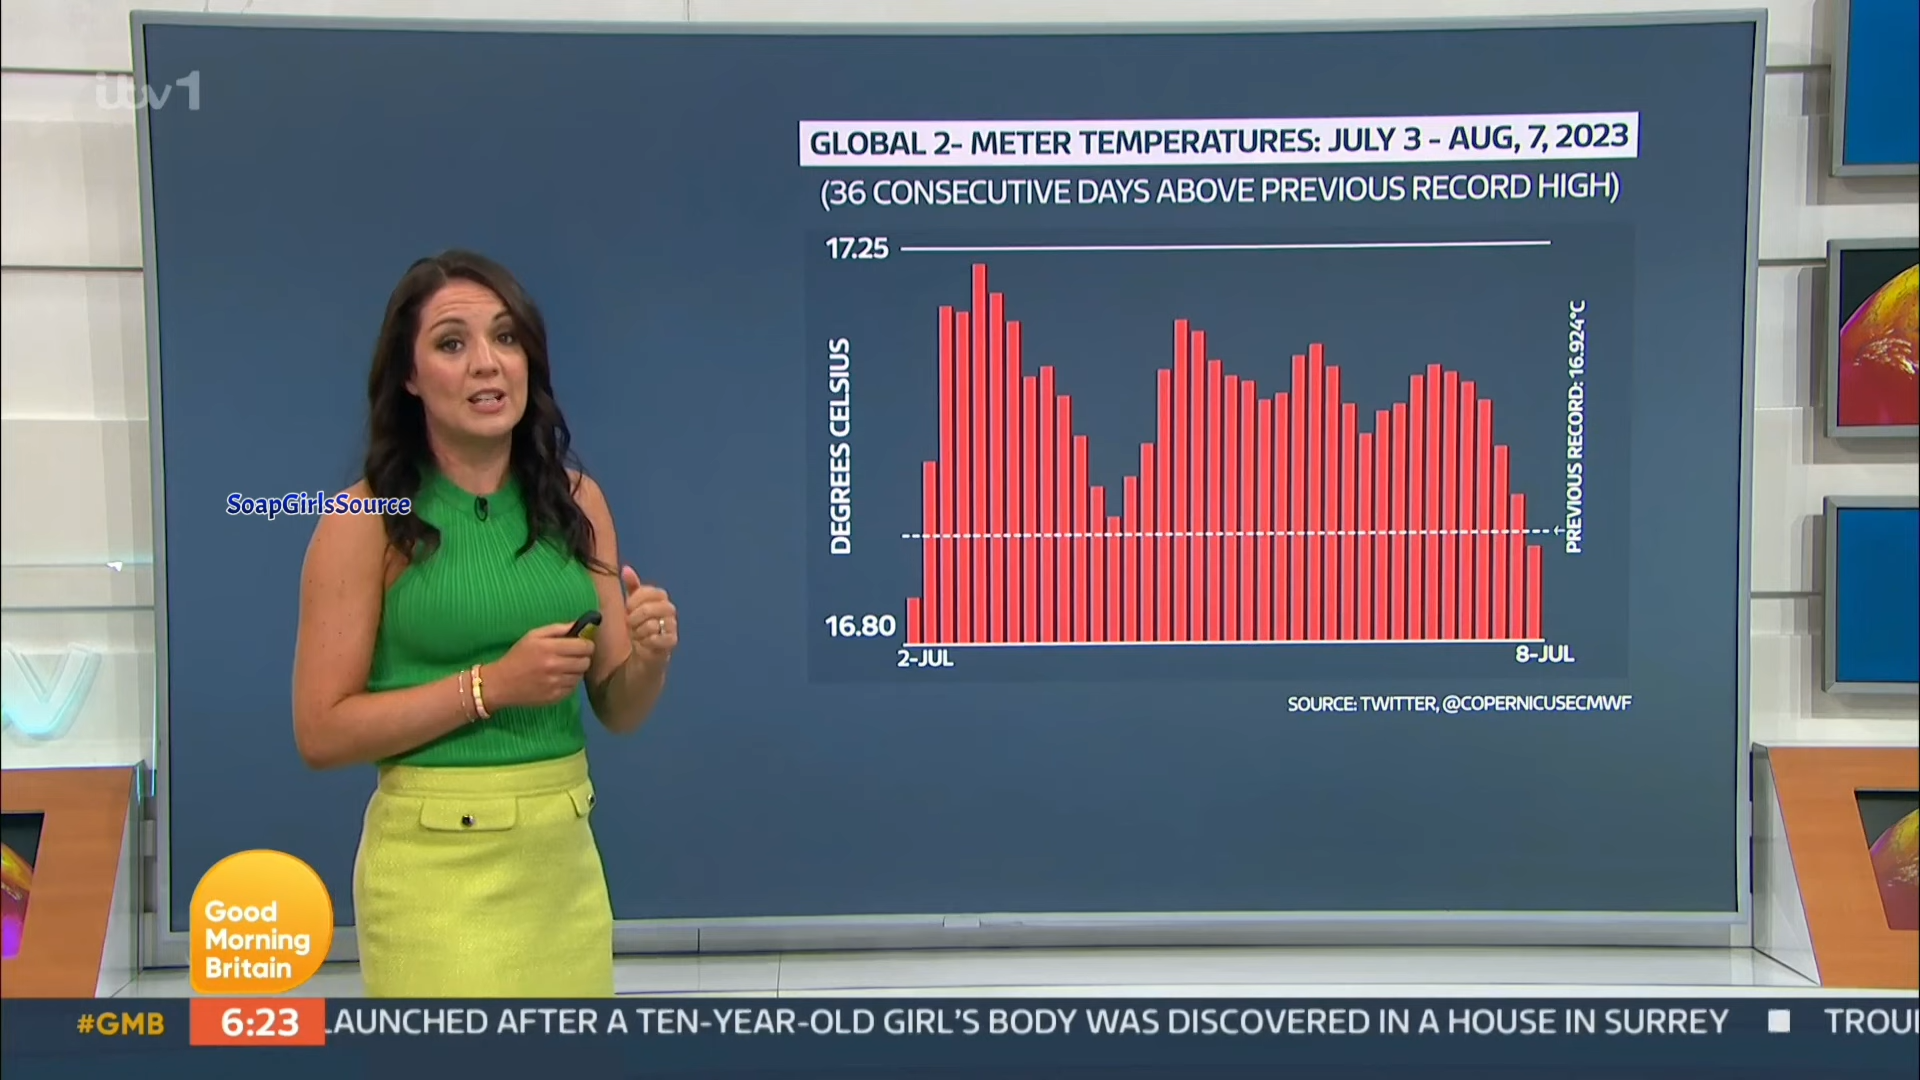 itv1
GLOBAL 2- METER TEMPERATURES: JULY 3 - AUG, 7, 2023
(36 CONSECUTIVE DAYS ABOVE PREVIOUS RECORD HIGH)
17.25
DEGREES CELSIUS
PREVIOUS RECORD: 16.924°C
16.80
2-JUL
8-JUL
SOURCE: TWITTER, @COPERNICUSECMWF
SoapGirlsSource
Good
Morning
Britain
#GMB
6:23
LAUNCHED AFTER A TEN-YEAR-OLD GIRL'S BODY WAS DISCOVERED IN A HOUSE IN SURREY